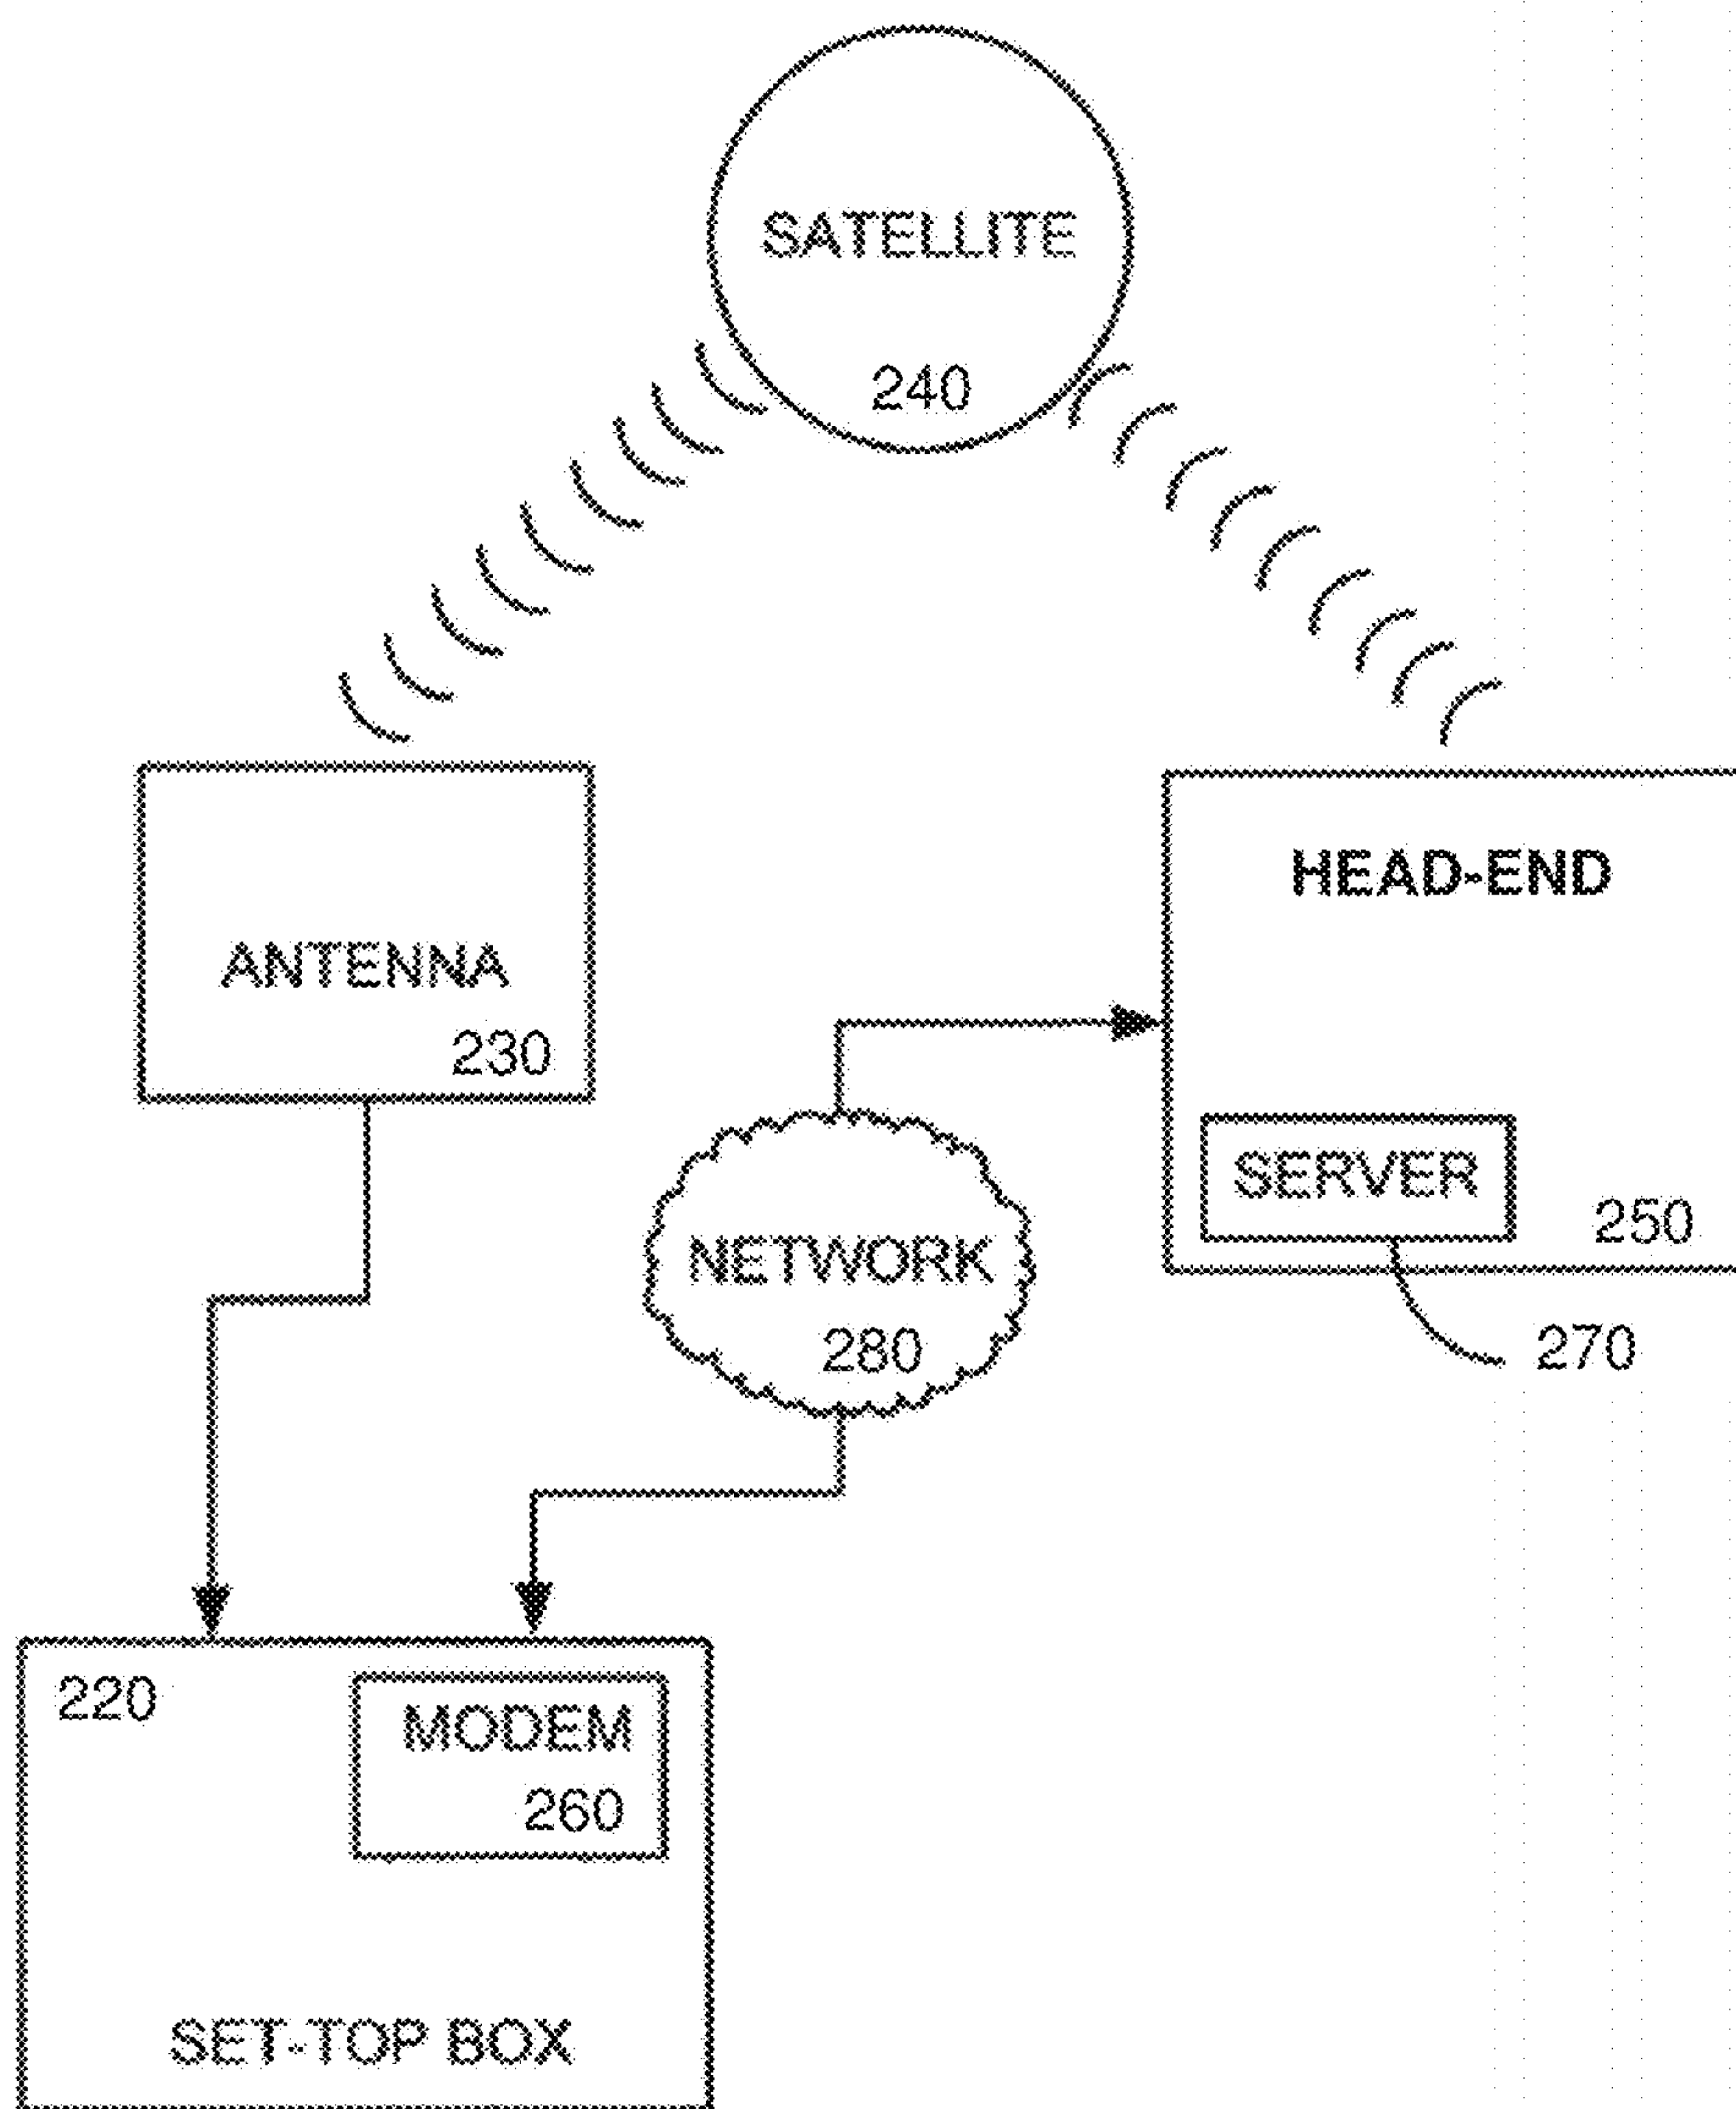 SATELLITE
240
HEAD-END
ANTENNA
230
SERVER
250
NETWORK
280
270
220
MODEM
260
SET-TOP BOX